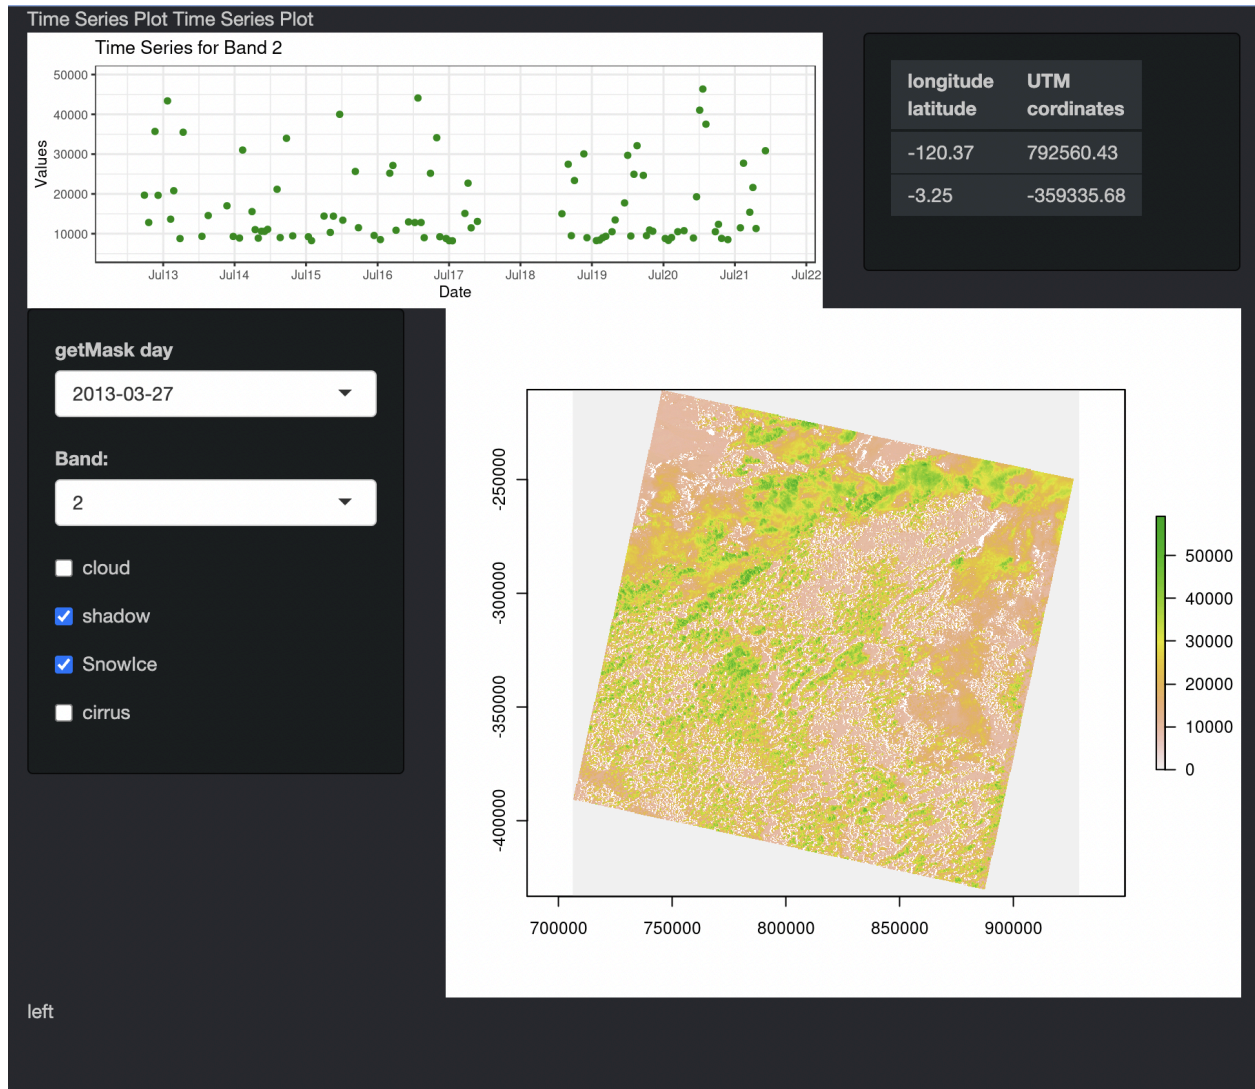 Time Series Plot Time Series Plot
Time Series for Band 2
50000
40000
30000
20000
10000
Values
Jul13 Jul14 Jul15 Jul16 Jul17 Jul18 Jul19 Jul20 Jul21 Jul22
Date
longitude latitude UTM cordinates
-120.37 792560.43
-3.25 -359335.68
getMask day
2013-03-27
Band:
2
cloud
shadow
SnowIce
cirrus
-250000
-300000
-350000
-400000
700000 750000 800000 850000 900000
50000
40000
30000
20000
10000
0
left